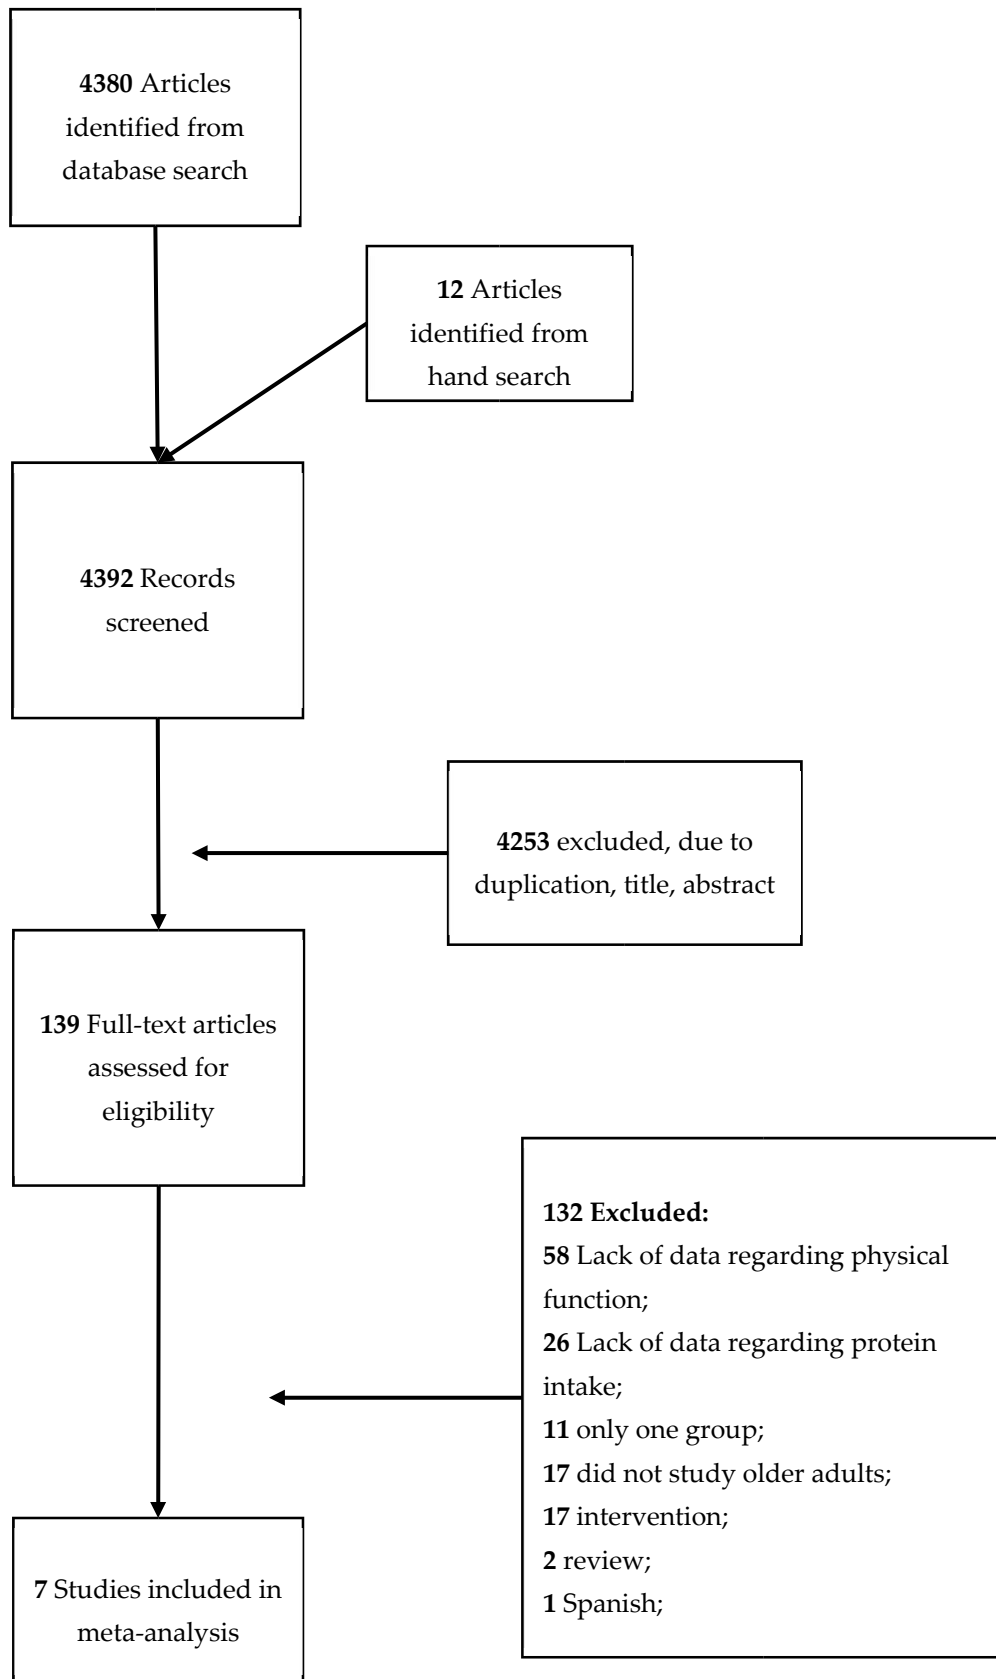 4380 Articles
identified from
database search
12 Articles
identified from
hand search
4392 Records
screened
4253 excluded, due to
duplication, title, abstract
139 Full-text articles
assessed for
eligibility
132 Excluded:
58 Lack of data regarding physical
function;
26 Lack of data regarding protein
intake;
11 only one group;
17 did not study older adults;
17 intervention;
2 review;
1 Spanish;
7 Studies included in
meta-analysis